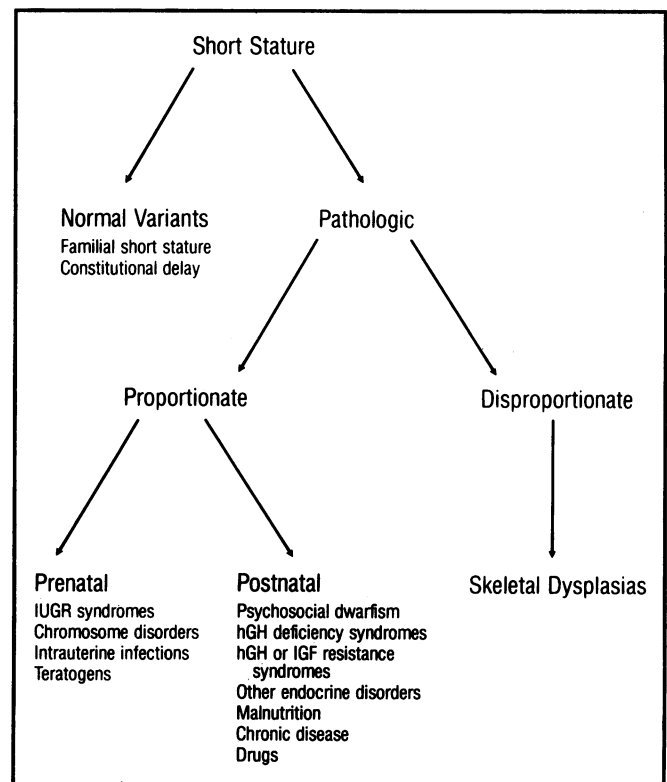 Short Stature
Normal Variants
Familial short stature
Constitutional delay
Pathologic
Proportionate
Disproportionate
Prenatal
IUGR syndromes
Chromosome disorders
Intrauterine infections
Teratogens
Postnatal
Psychosocial dwarfism
hGH deficiency syndromes
hGH or IGF resistance
syndromes
Other endocrine disorders
Malnutrition
Chronic disease
Drugs
Skeletal Dysplasias